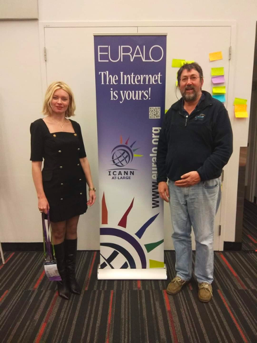 EURALO
The Internet
is yours!
ICANN
AT-LARGE
www.euralo.org